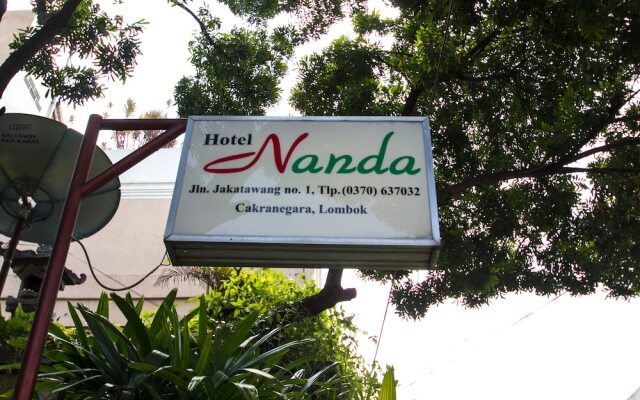 Hotel
Nanda
Jln. Jakatawang no. 1, Tlp.(0370) 637032
Cakranegara, Lombok